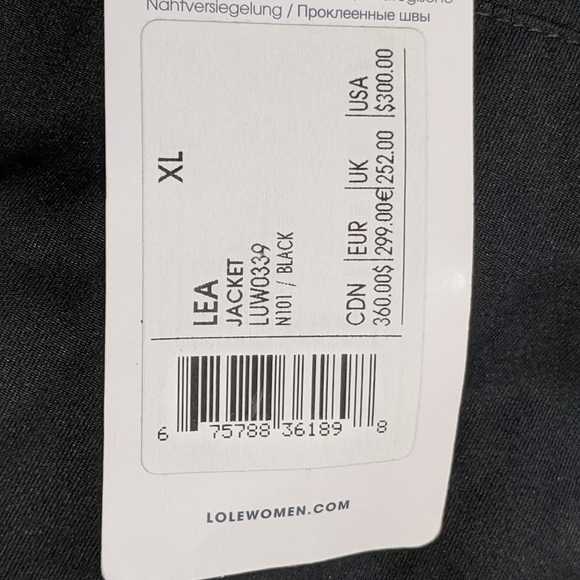 Nahtversiegelung / Проклеенные швы
XL
LEA
JACKET
LUW0339
N101 / BLACK
CDN |EUR |UK |USA
360.00$|299.00€|252.00 |$300.00
6 75788 36189 8
LOLEWOMEN.COM